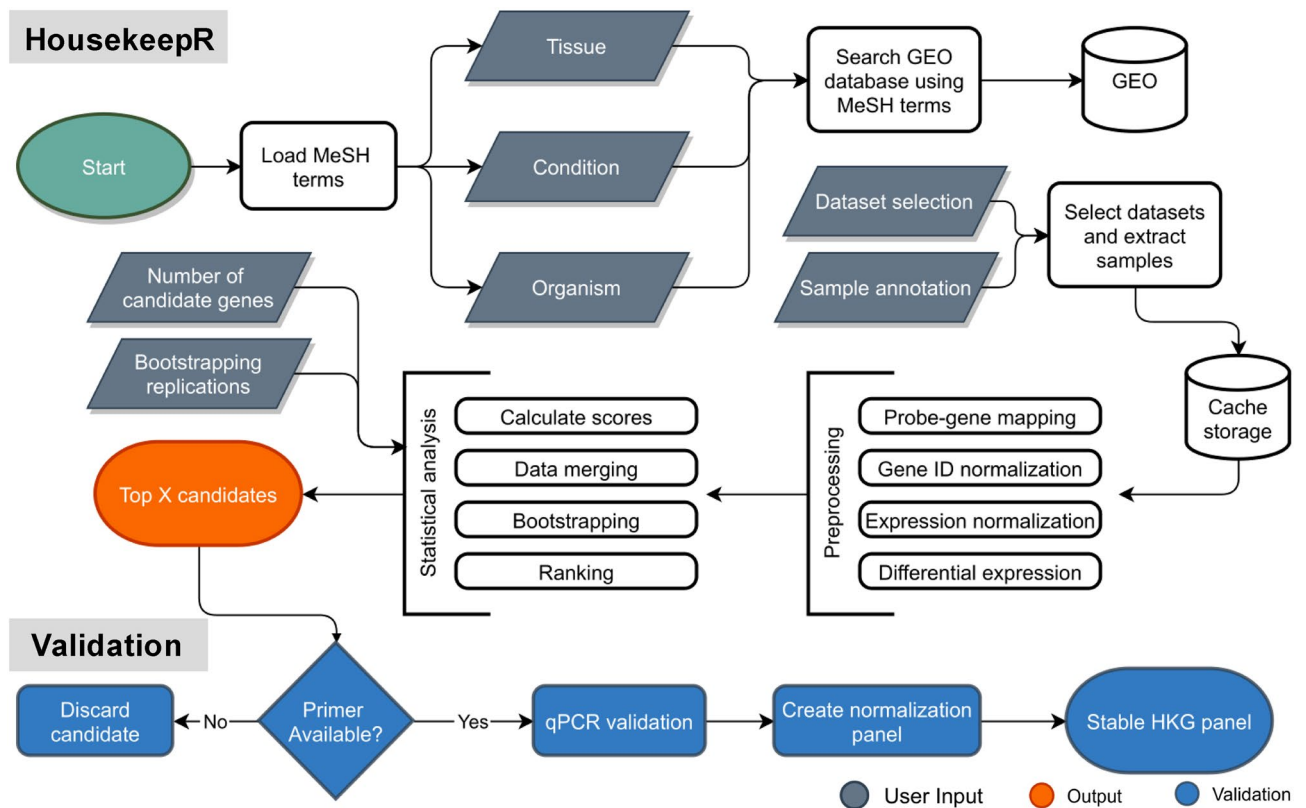 HousekeepR
Start
Load MeSH
terms
Tissue
Condition
Organism
Search GEO
database using
MeSH terms
GEO
Dataset selection
Sample annotation
Select datasets
and extract
samples
Cache
storage
Number of
candidate genes
Bootstrapping
replications
Preprocessing
Probe-gene mapping
Gene ID normalization
Expression normalization
Differential expression
Statistical analysis
Calculate scores
Data merging
Bootstrapping
Ranking
Top X candidates
Validation
Primer
Available?
No
Discard
candidate
Yes
qPCR validation
Create normalization
panel
Stable HKG panel
User Input
Output
Validation